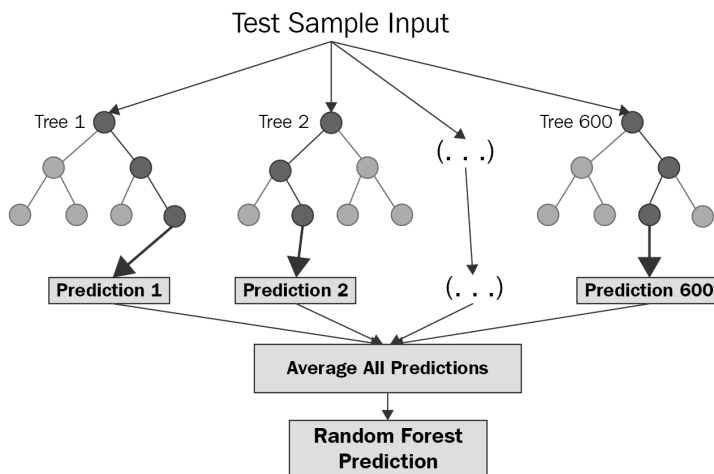 Test Sample Input
Tree 1
Tree 2
Tree 600
(. . .)
(. . .)
Prediction 1
Prediction 2
Prediction 600
Average All Predictions
Random Forest
Prediction